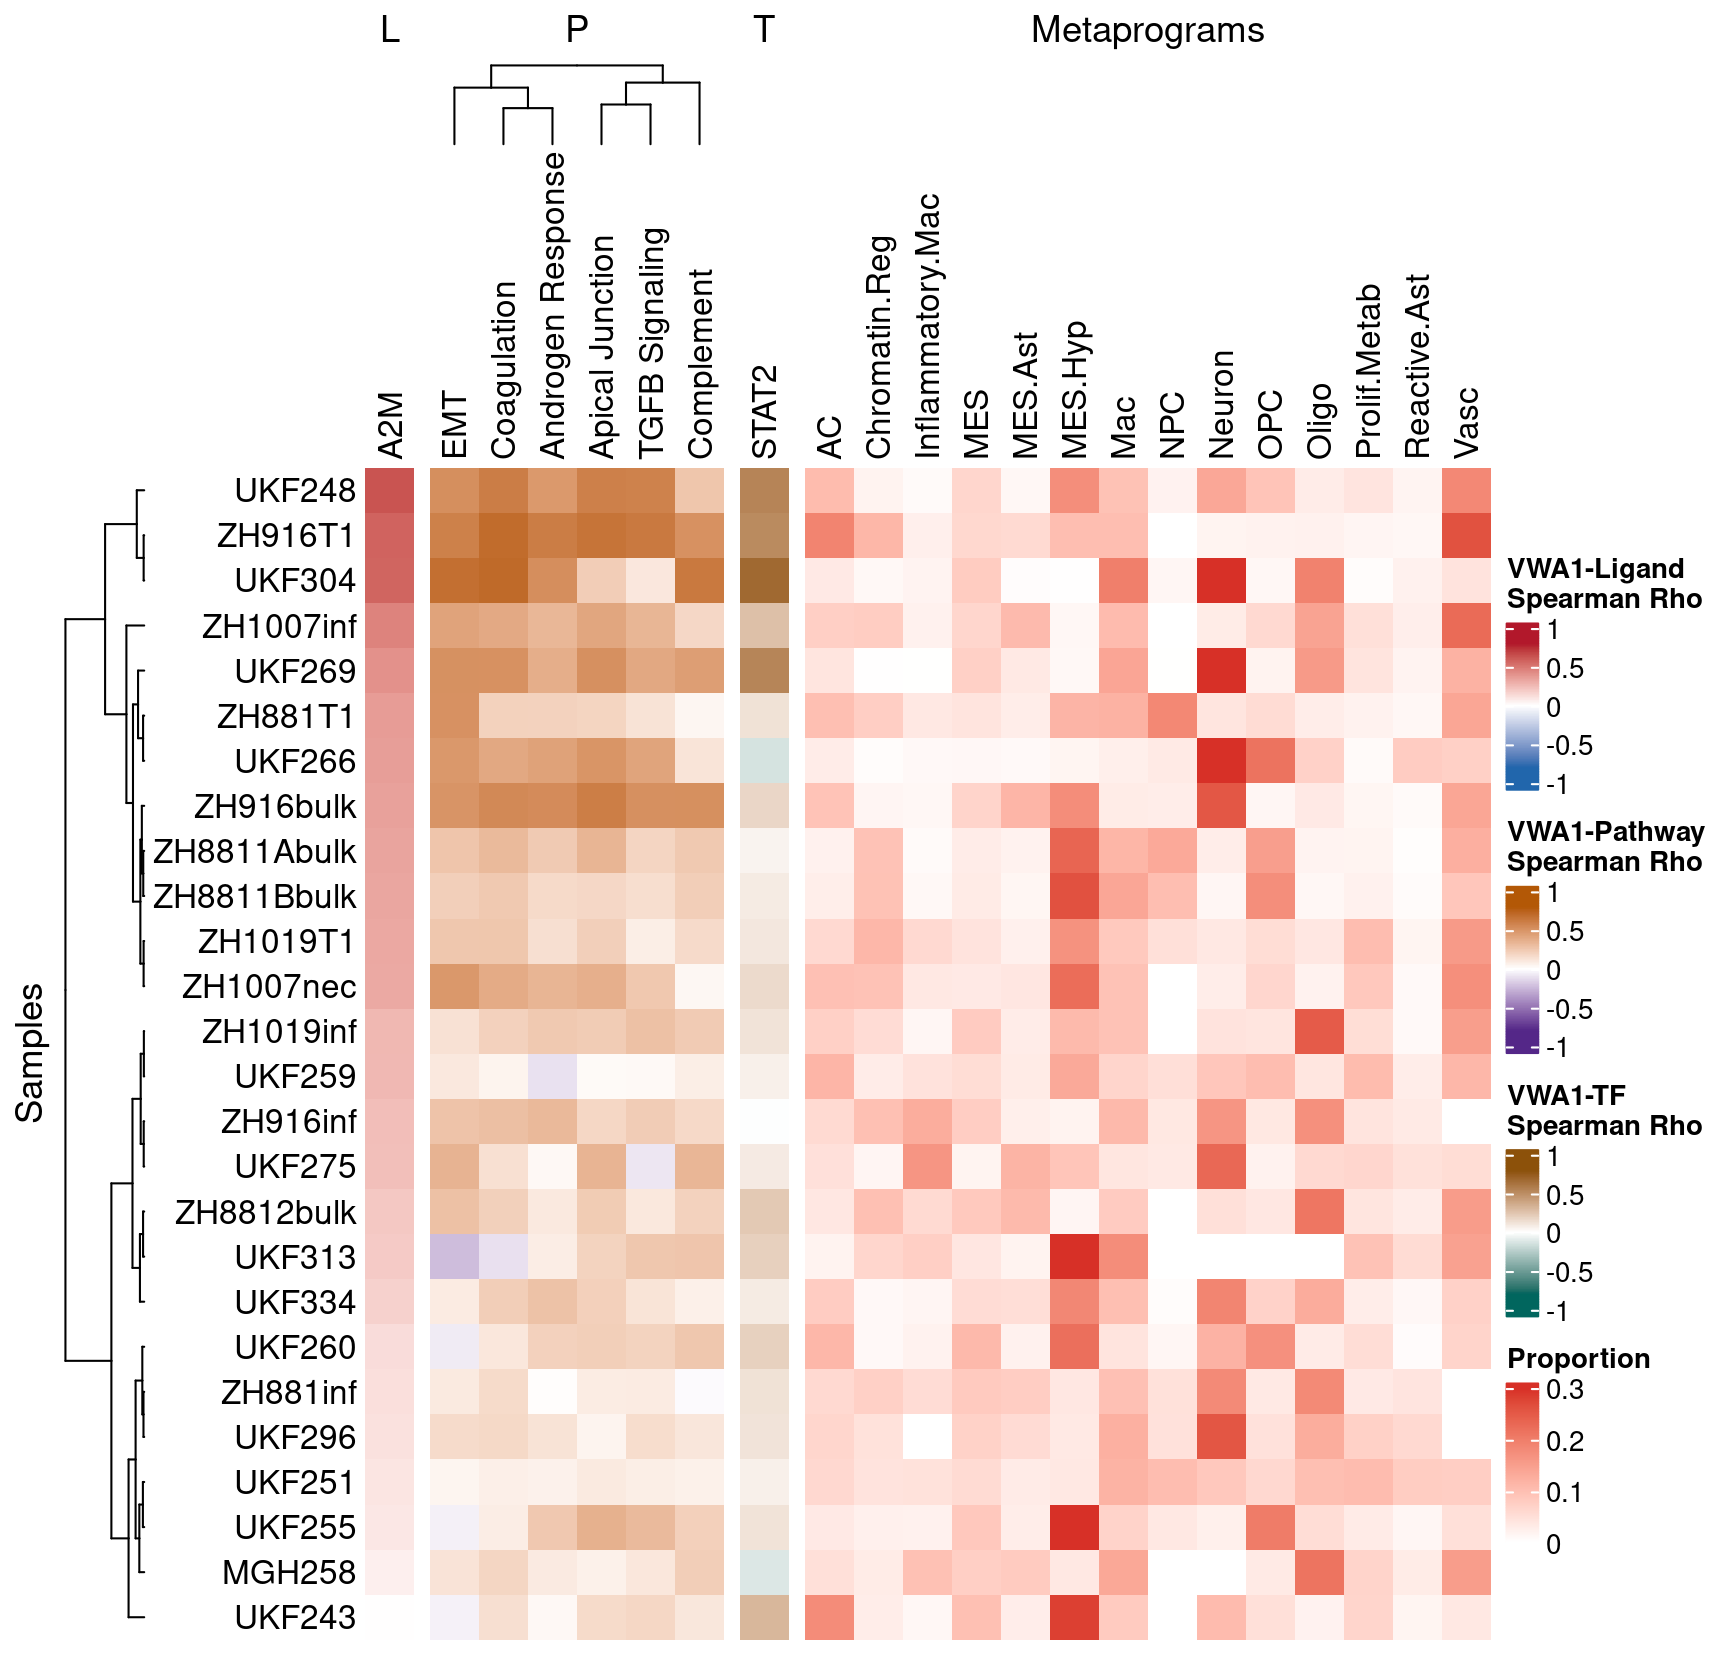 L P T Metaprograms
A2M
EMT
Coagulation
Androgen Response
Apical Junction
TGFB Signaling
Complement
STAT2
AC
Chromatin.Reg
Inflammatory.Mac
MES
MES.Ast
MES.Hyp
Mac
NPC
Neuron
OPC
Oligo
Prolif.Metab
Reactive.Ast
Vasc
Samples
UKF248
ZH916T1
UKF304
ZH1007inf
UKF269
ZH881T1
UKF266
ZH916bulk
ZH8811Abulk
ZH8811Bbulk
ZH1019T1
ZH1007nec
ZH1019inf
UKF259
ZH916inf
UKF275
ZH8812bulk
UKF313
UKF334
UKF260
ZH881inf
UKF296
UKF251
UKF255
MGH258
UKF243
VWA1-Ligand
Spearman Rho
1
0.5
0
-0.5
-1
VWA1-Pathway
Spearman Rho
1
0.5
0
-0.5
-1
VWA1-TF
Spearman Rho
1
0.5
0
-0.5
-1
Proportion
0.3
0.2
0.1
0